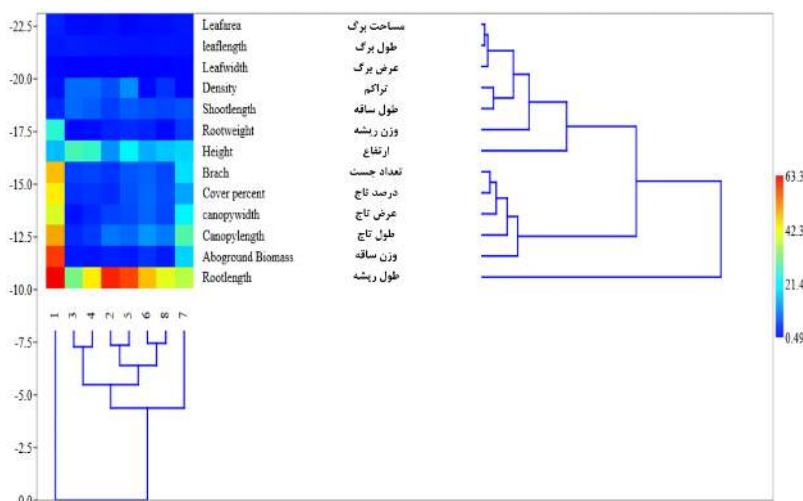 -22.5
-20.0
-17.5
-15.0
-12.5
-10.0
-7.5
-5.0
-2.5
0.0
Leafarea مساحت برگ
leaflength طول برگ
Leafwidth عرض برگ
Density تراکم
Shootlength طول ساقه
Rootweight وزن ریشه
Height ارتفاع
Brach تعداد جست
Cover percent درصد تاج
canopywidth عرض تاج
Canopylength طول تاج
Aboground Biomass وزن ساقه
Rootlength طول ریشه
1 3 4 2 5 6 8 7
63.3
42.3
21.4
0.49